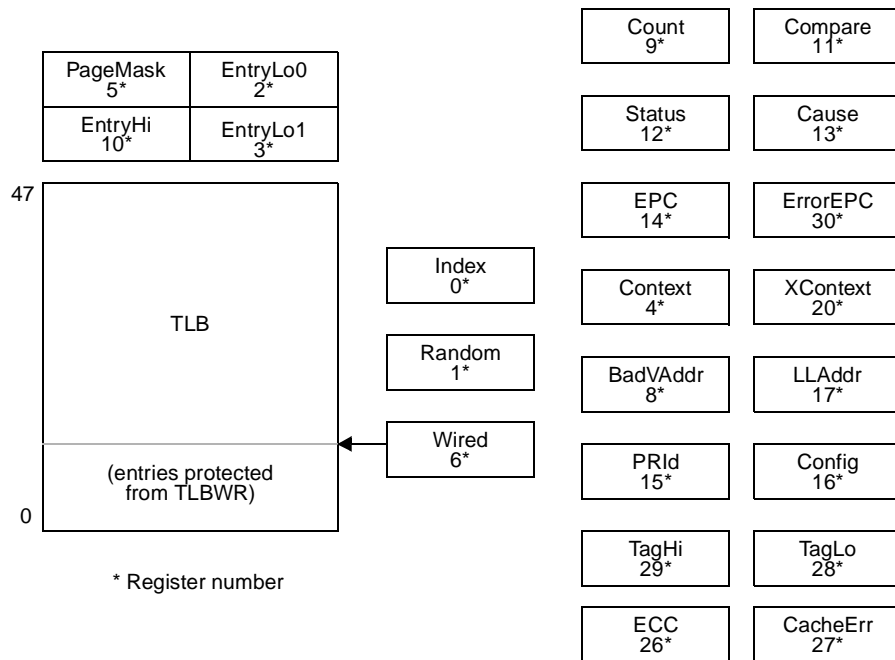 PageMask
5*
EntryLo0
2*
EntryHi
10*
EntryLo1
3*
47
TLB
(entries protected
from TLBWR)
0
* Register number
Index
0*
Random
1*
Wired
6*
Count
9*
Compare
11*
Status
12*
Cause
13*
EPC
14*
ErrorEPC
30*
Context
4*
XContext
20*
BadVAddr
8*
LLAddr
17*
PRId
15*
Config
16*
TagHi
29*
TagLo
28*
ECC
26*
CacheErr
27*